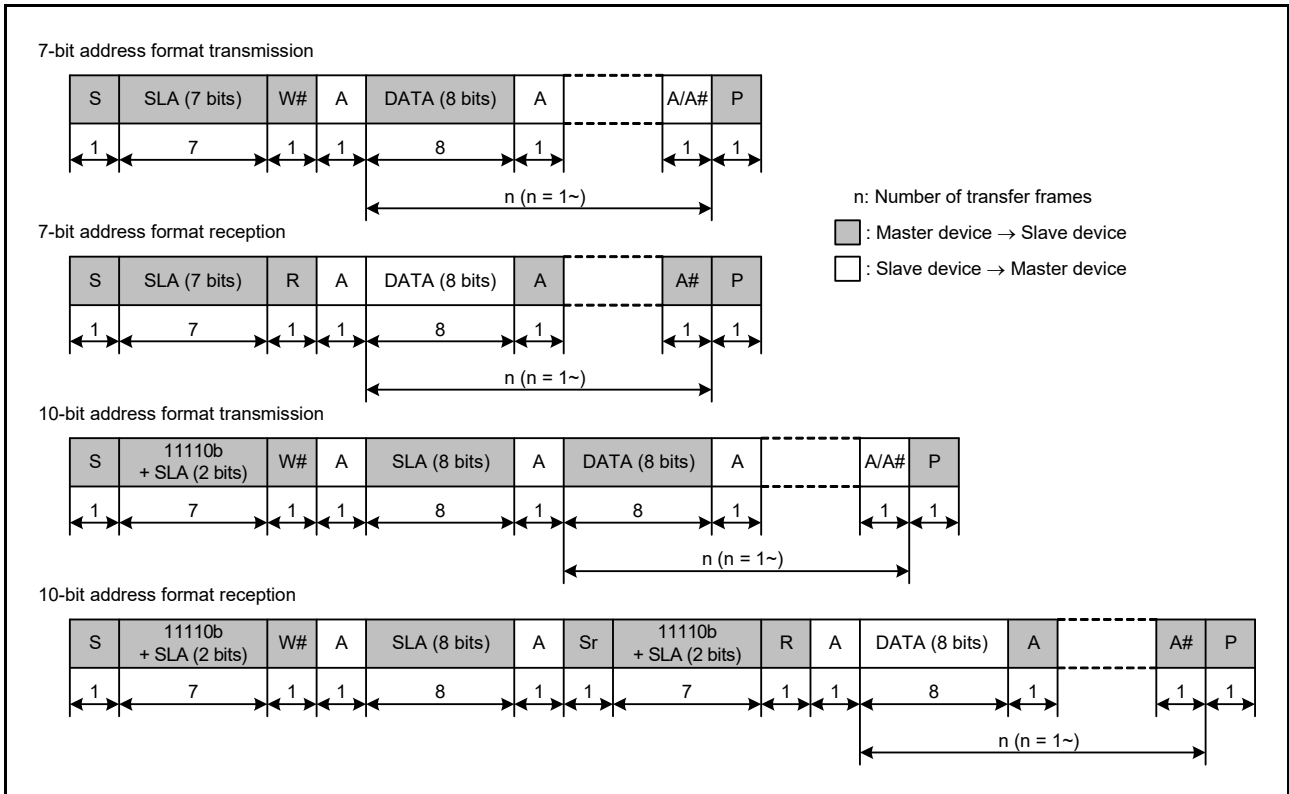 7-bit address format transmission
S SLA (7 bits) W# A DATA (8 bits) A A/A# P
1 7 1 1 8 1 1 1
n (n = 1~)
n: Number of transfer frames
: Master device → Slave device
: Slave device → Master device
7-bit address format reception
S SLA (7 bits) R A DATA (8 bits) A A# P
1 7 1 1 8 1 1 1
n (n = 1~)
10-bit address format transmission
S 11110b + SLA (2 bits) W# A SLA (8 bits) A DATA (8 bits) A A/A# P
1 7 1 1 8 1 8 1 1 1
n (n = 1~)
10-bit address format reception
S 11110b + SLA (2 bits) W# A SLA (8 bits) A Sr 11110b + SLA (2 bits) R A DATA (8 bits) A A# P
1 7 1 1 8 1 1 7 1 1 8 1 1 1
n (n = 1~)